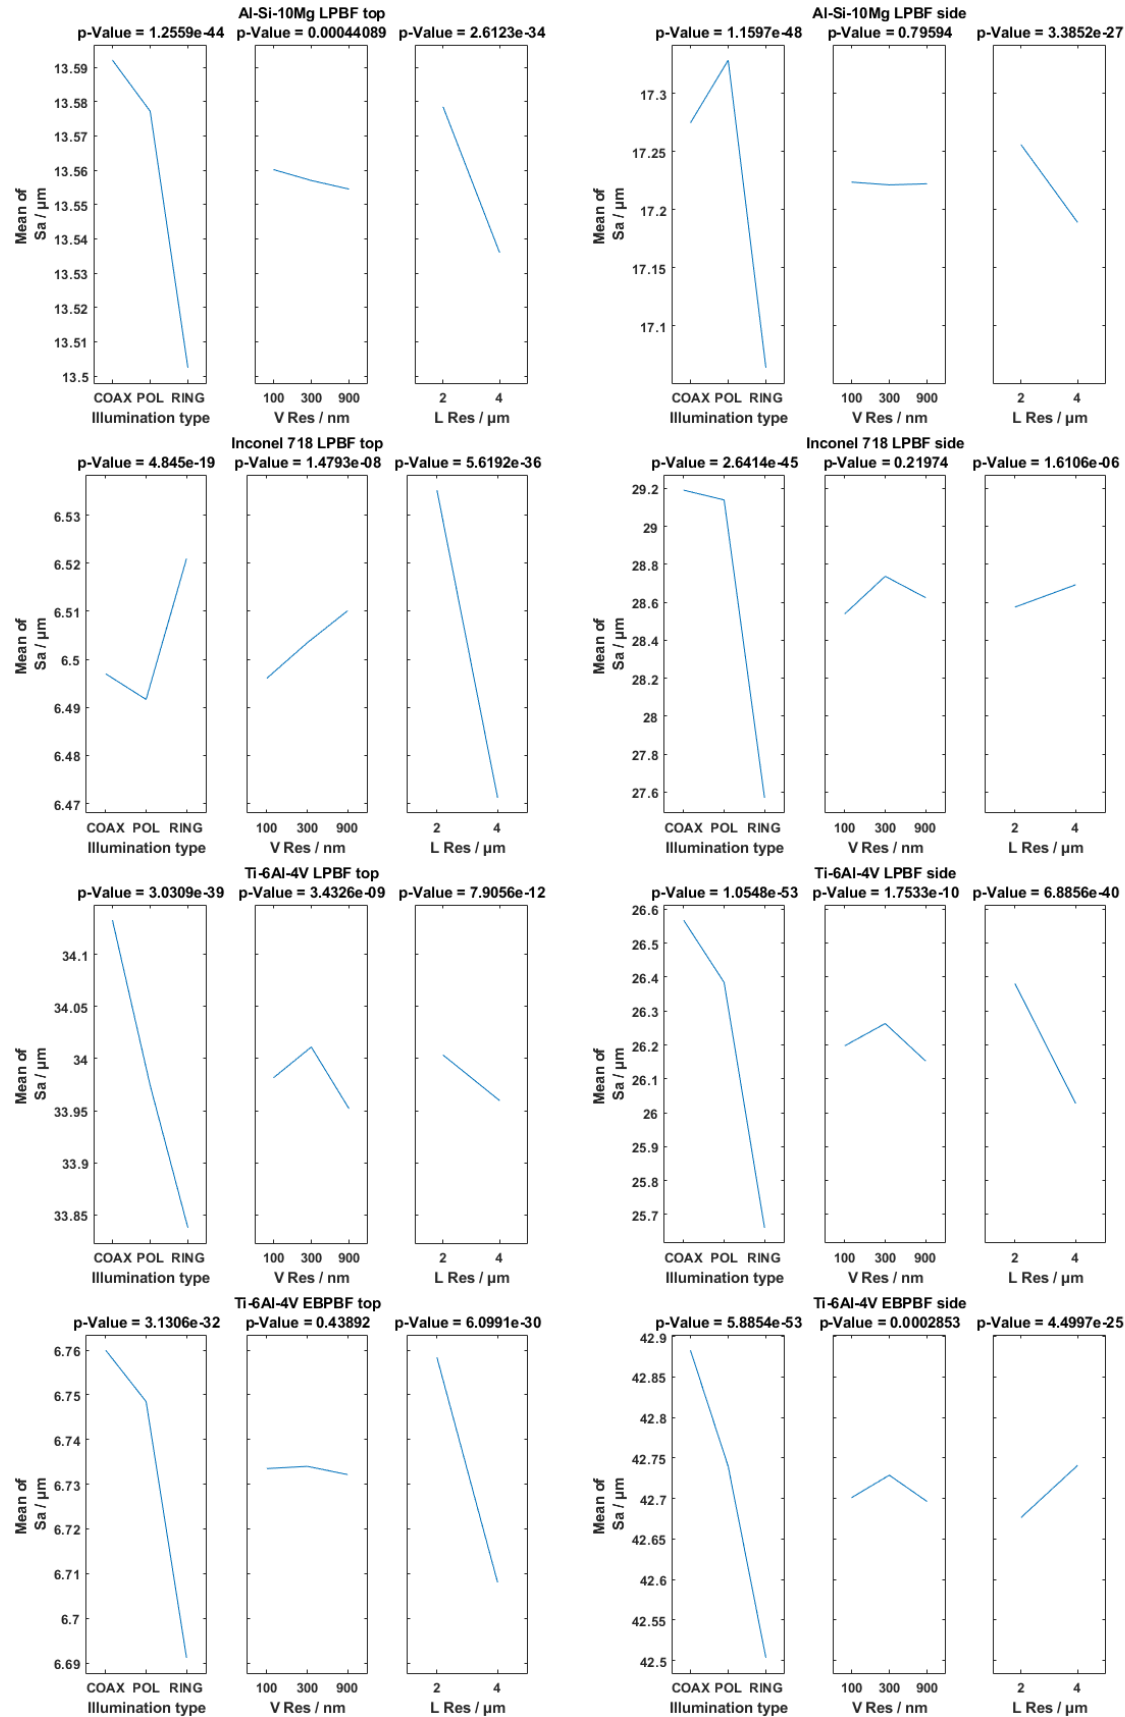 Al-Si-10Mg LPBF top
p-Value = 1.2559e-44 p-Value = 0.00044089 p-Value = 2.6123e-34
13.59
13.58
13.57
13.56
13.55
13.54
13.53
13.52
13.51
13.5
Mean of
Sa / µm
COAX POL RING
Illumination type
100 300 900
V Res / nm
2 4
L Res / µm
Al-Si-10Mg LPBF side
p-Value = 1.1597e-48 p-Value = 0.79594 p-Value = 3.3852e-27
17.3
17.25
17.2
17.15
17.1
Mean of
Sa / µm
COAX POL RING
Illumination type
100 300 900
V Res / nm
2 4
L Res / µm
Inconel 718 LPBF top
p-Value = 4.845e-19 p-Value = 1.4793e-08 p-Value = 5.6192e-36
6.53
6.52
6.51
6.5
6.49
6.48
6.47
Mean of
Sa / µm
COAX POL RING
Illumination type
100 300 900
V Res / nm
2 4
L Res / µm
Inconel 718 LPBF side
p-Value = 2.6414e-45 p-Value = 0.21974 p-Value = 1.6106e-06
29.2
29
28.8
28.6
28.4
28.2
28
27.8
27.6
Mean of
Sa / µm
COAX POL RING
Illumination type
100 300 900
V Res / nm
2 4
L Res / µm
Ti-6Al-4V LPBF top
p-Value = 3.0309e-39 p-Value = 3.4326e-09 p-Value = 7.9056e-12
34.1
34.05
34
33.95
33.9
33.85
Mean of
Sa / µm
COAX POL RING
Illumination type
100 300 900
V Res / nm
2 4
L Res / µm
Ti-6Al-4V LPBF side
p-Value = 1.0548e-53 p-Value = 1.7533e-10 p-Value = 6.8856e-40
26.6
26.5
26.4
26.3
26.2
26.1
26
25.9
25.8
25.7
Mean of
Sa / µm
COAX POL RING
Illumination type
100 300 900
V Res / nm
2 4
L Res / µm
Ti-6Al-4V EBPBF top
p-Value = 3.1306e-32 p-Value = 0.43892 p-Value = 6.0991e-30
6.76
6.75
6.74
6.73
6.72
6.71
6.7
6.69
Mean of
Sa / µm
COAX POL RING
Illumination type
100 300 900
V Res / nm
2 4
L Res / µm
Ti-6Al-4V EBPBF side
p-Value = 5.8854e-53 p-Value = 0.0002853 p-Value = 4.4997e-25
42.9
42.85
42.8
42.75
42.7
42.65
42.6
42.55
42.5
Mean of
Sa / µm
COAX POL RING
Illumination type
100 300 900
V Res / nm
2 4
L Res / µm